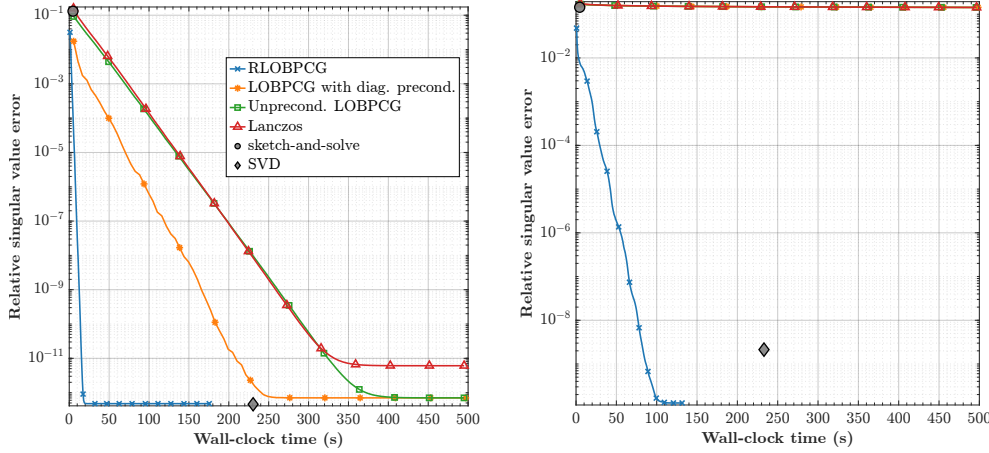 Relative singular value error
10⁻¹
10⁻³
10⁻⁵
10⁻⁷
10⁻⁹
10⁻¹¹
0 50 100 150 200 250 300 350 400 450 500
Wall-clock time (s)
RLOBPCG
LOBPCG with diag. precond.
Unprecond. LOBPCG
Lanczos
sketch-and-solve
SVD
Relative singular value error
10⁻²
10⁻⁴
10⁻⁶
10⁻⁸
0 50 100 150 200 250 300 350 400 450 500
Wall-clock time (s)